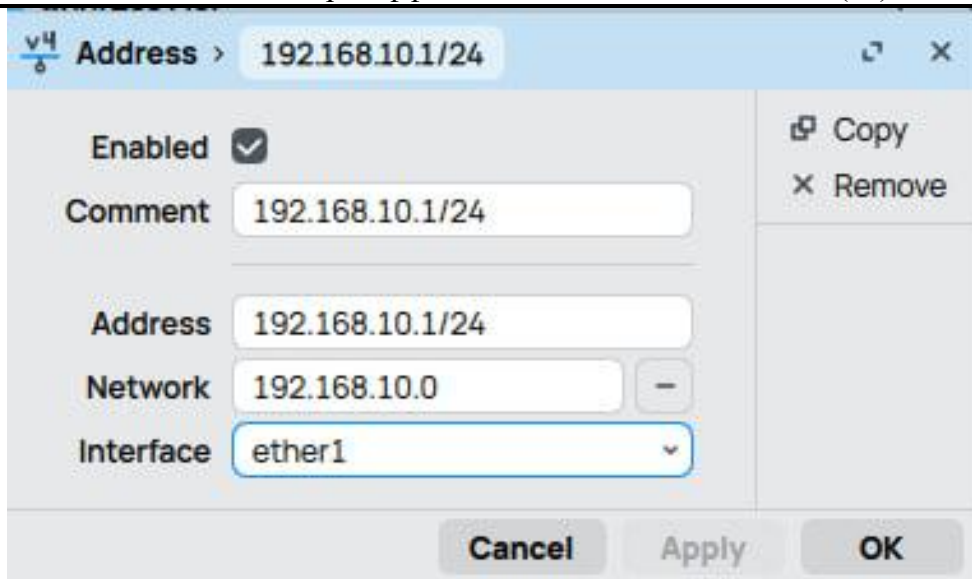 v4 Address › 192.168.10.1/24
Enabled
Copy
Remove
Comment 192.168.10.1/24
Address 192.168.10.1/24
Network 192.168.10.0 −
Interface ether1
Cancel Apply OK